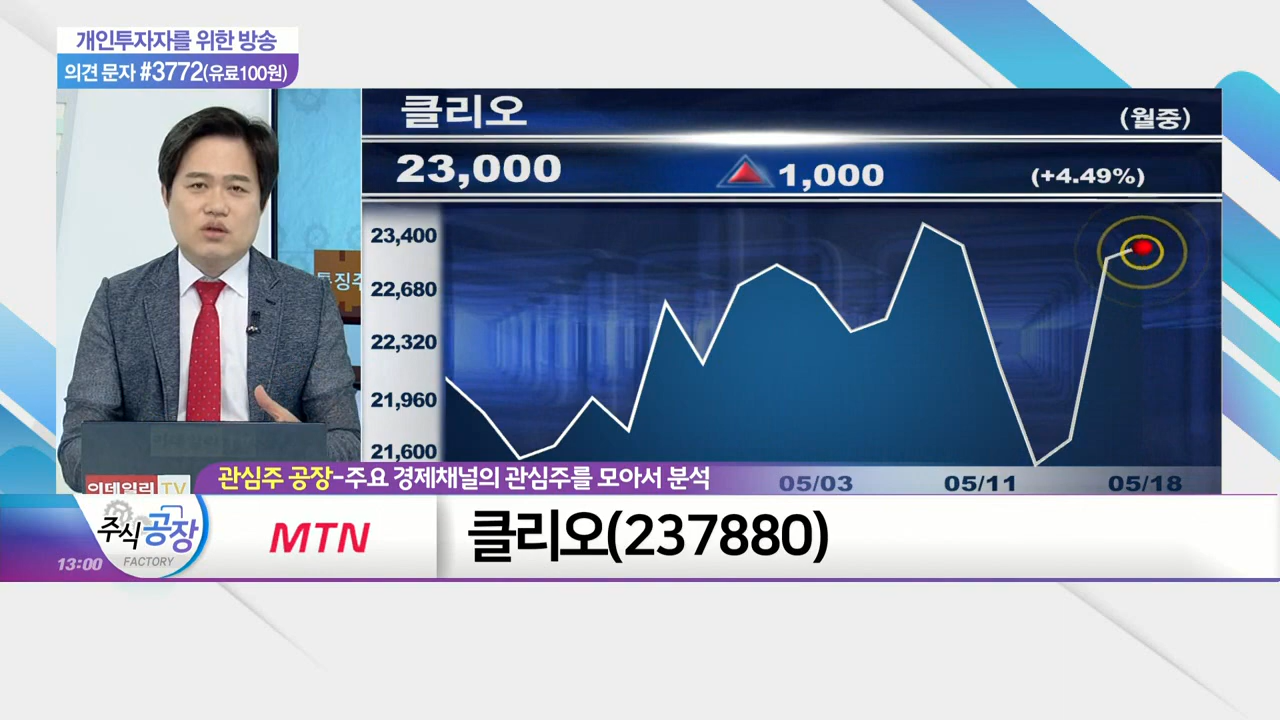 개인투자자를 위한 방송
의견 문자 #3772(유료100원)
클리오
(월중)
23,000
1,000
(+4.49%)
23,400
22,680
22,320
21,960
21,600
05/03
05/11
05/18
특징주
이데일리 TV
관심주 공장-주요 경제채널의 관심주를 모아서 분석
주식공장
FACTORY
13:00
MTN
클리오(237880)